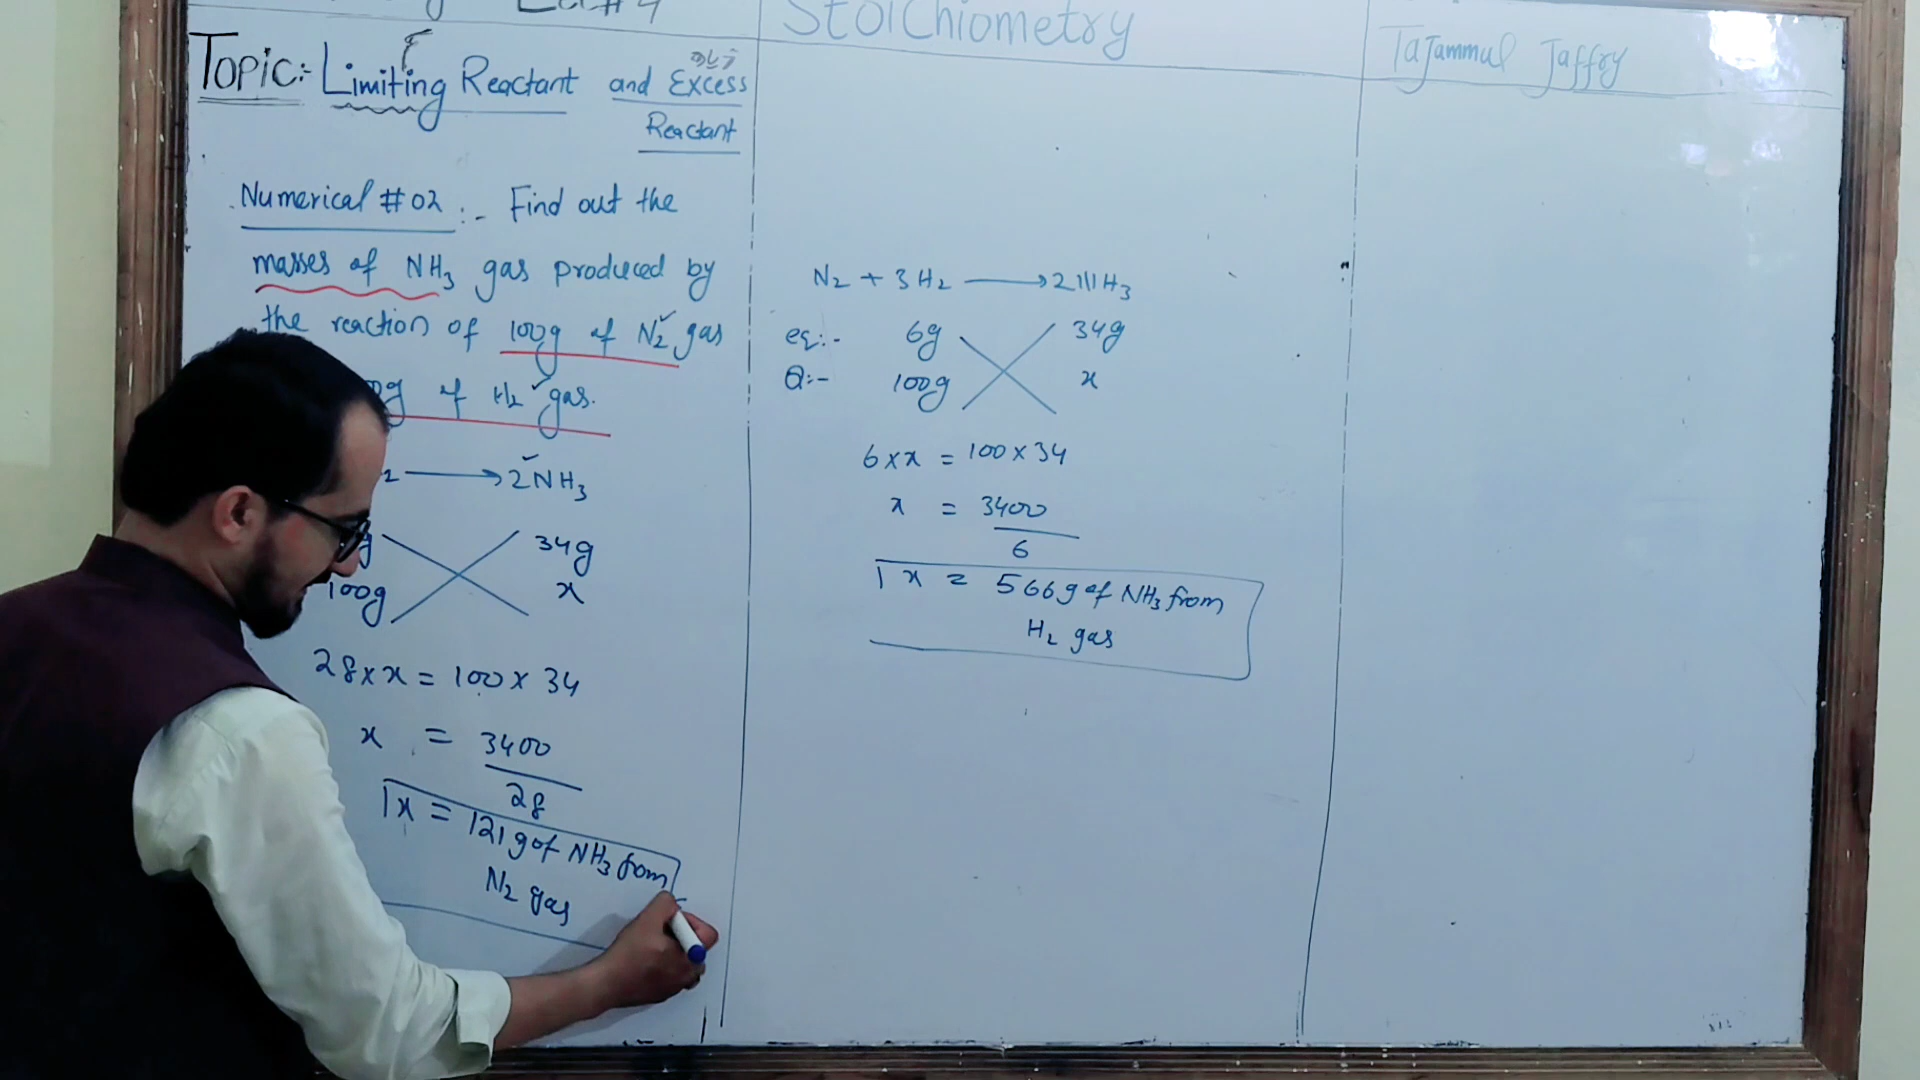 Stoichiometry
Tajammul Jaffry
Topic:- Limiting Reactant and Excess
Reactant
Numerical #02 :- Find out the
masses of NH3 gas produced by
the reaction of 100g of N2 gas
of H2 gas.
→ 2NH3
34g
100g x
28 x x = 100 x 34
x = 3400
28
x = 121 g of NH3 from
N2 gas
N2 + 3H2 → 2NH3
eq:- 6g 34g
Q:- 100g x
6 x x = 100 x 34
x = 3400
6
x = 566g of NH3 from
H2 gas